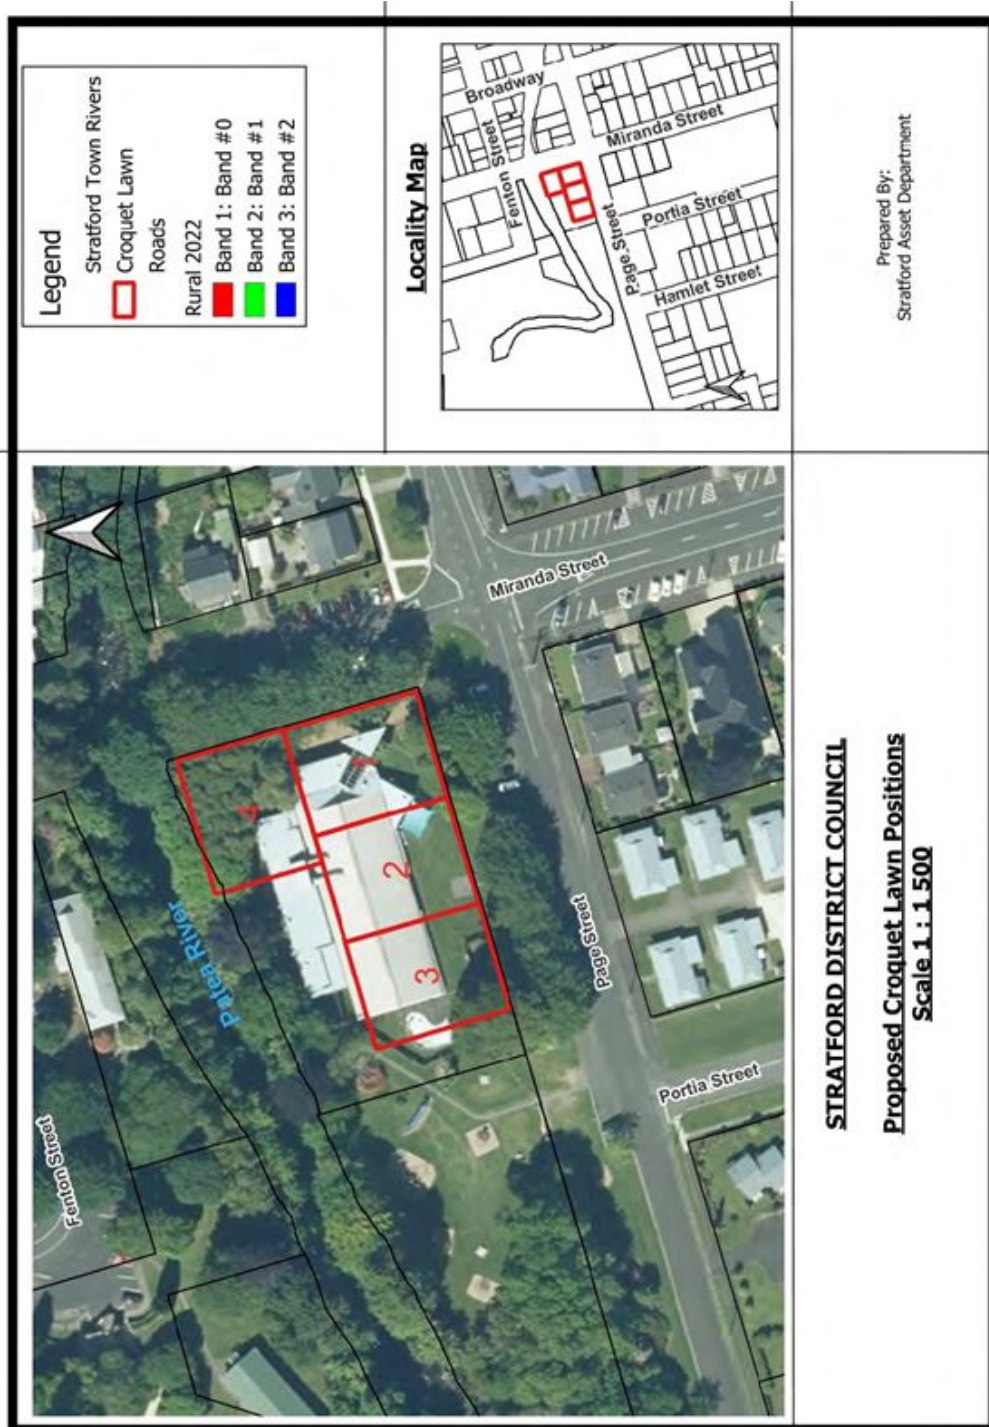 Legend
Stratford Town Rivers
Croquet Lawn
Roads
Rural 2022
Band 1: Band #0
Band 2: Band #1
Band 3: Band #2
Locality Map
Broadway
Fenton Street
Miranda Street
Page Street
Portia Street
Hamlet Street
Prepared By:
Stratford Asset Department
Miranda Street
1
4
2
3
Patea River
Page Street
Fenton Street
Portia Street
STRATFORD DISTRICT COUNCIL
Proposed Croquet Lawn Positions
Scale 1 : 1 500